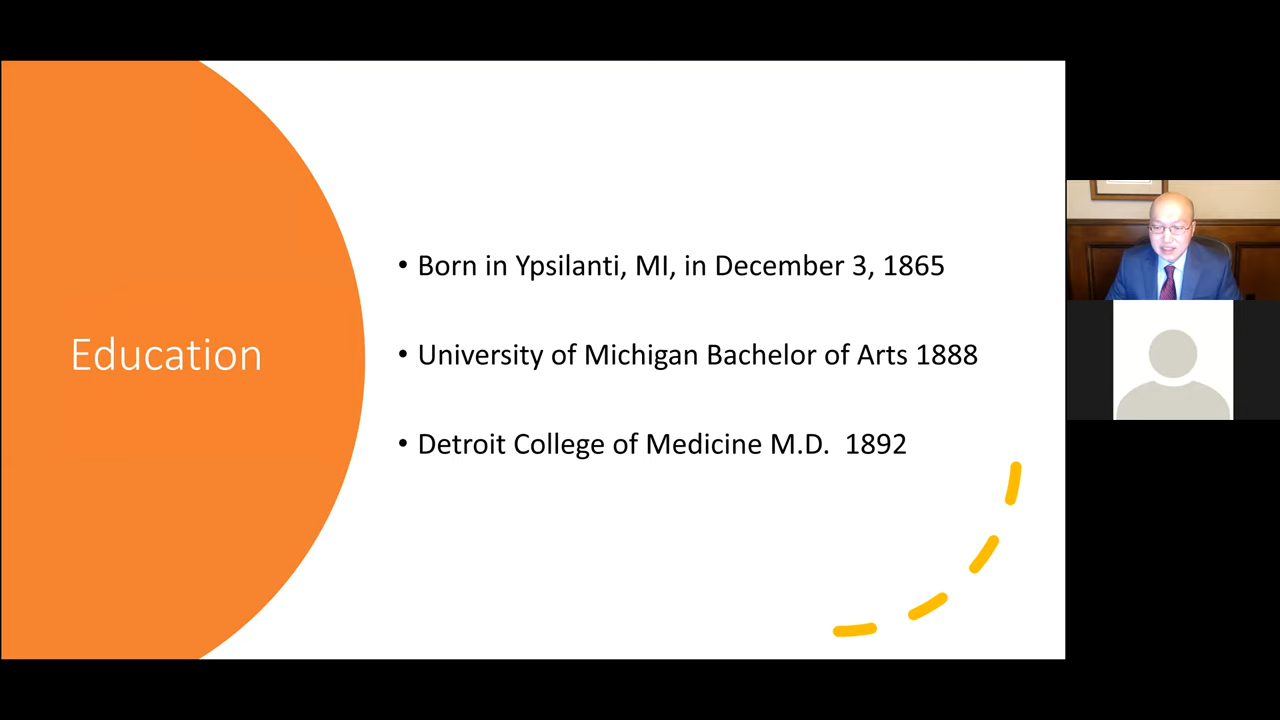 Education
• Born in Ypsilanti, MI, in December 3, 1865
• University of Michigan Bachelor of Arts 1888
• Detroit College of Medicine M.D.  1892